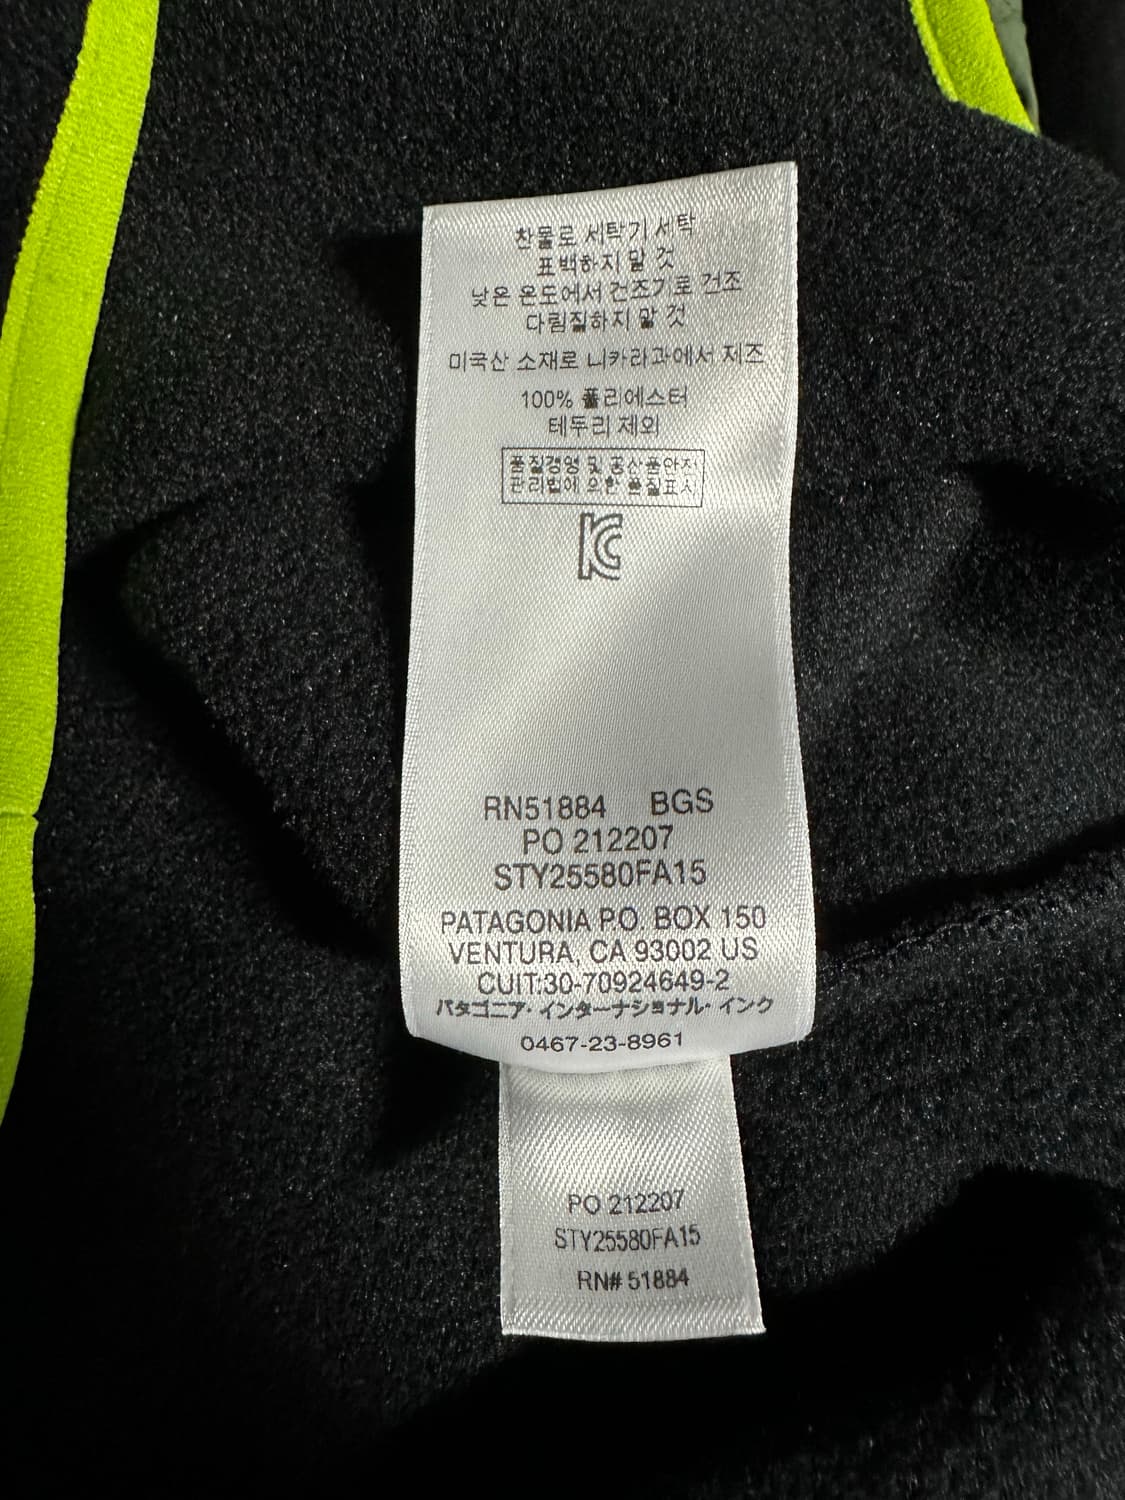 찬물로 세탁기 세탁
표백하지 말 것
낮은 온도에서 건조기로 건조
다림질하지 말 것
미국산 소재로 니카라과에서 제조
100% 폴리에스터
테두리 제외
품질경영 및 공산품안전
관리법에 의한 품질표시
KC
RN51884 BGS
PO 212207
STY25580FA15
PATAGONIA P.O. BOX 150
VENTURA, CA 93002 US
CUIT:30-70924649-2
パタゴニア・インターナショナル・インク
0467-23-8961
PO 212207
STY25580FA15
RN# 51884